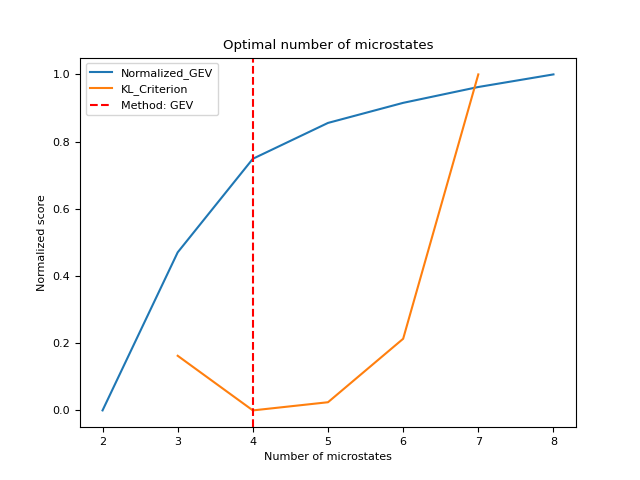 Optimal number of microstates
Normalized_GEV
KL_Criterion
Method: GEV
Normalized score
1.0
0.8
0.6
0.4
0.2
0.0
2 3 4 5 6 7 8
Number of microstates